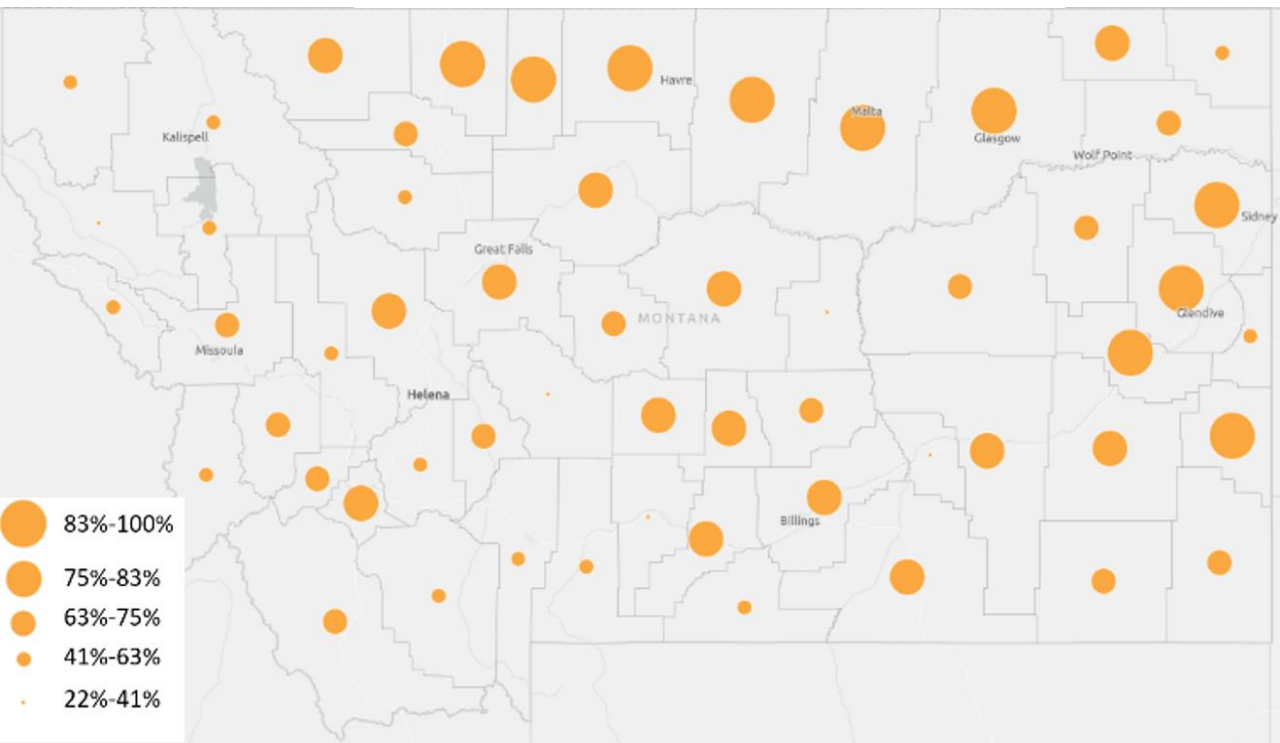 Havre
Malta
Kalispell
Glasgow
Wolf Point
Sidney
Great Falls
MONTANA
Glendive
Missoula
Helena
Billings
83%-100%
75%-83%
63%-75%
41%-63%
22%-41%